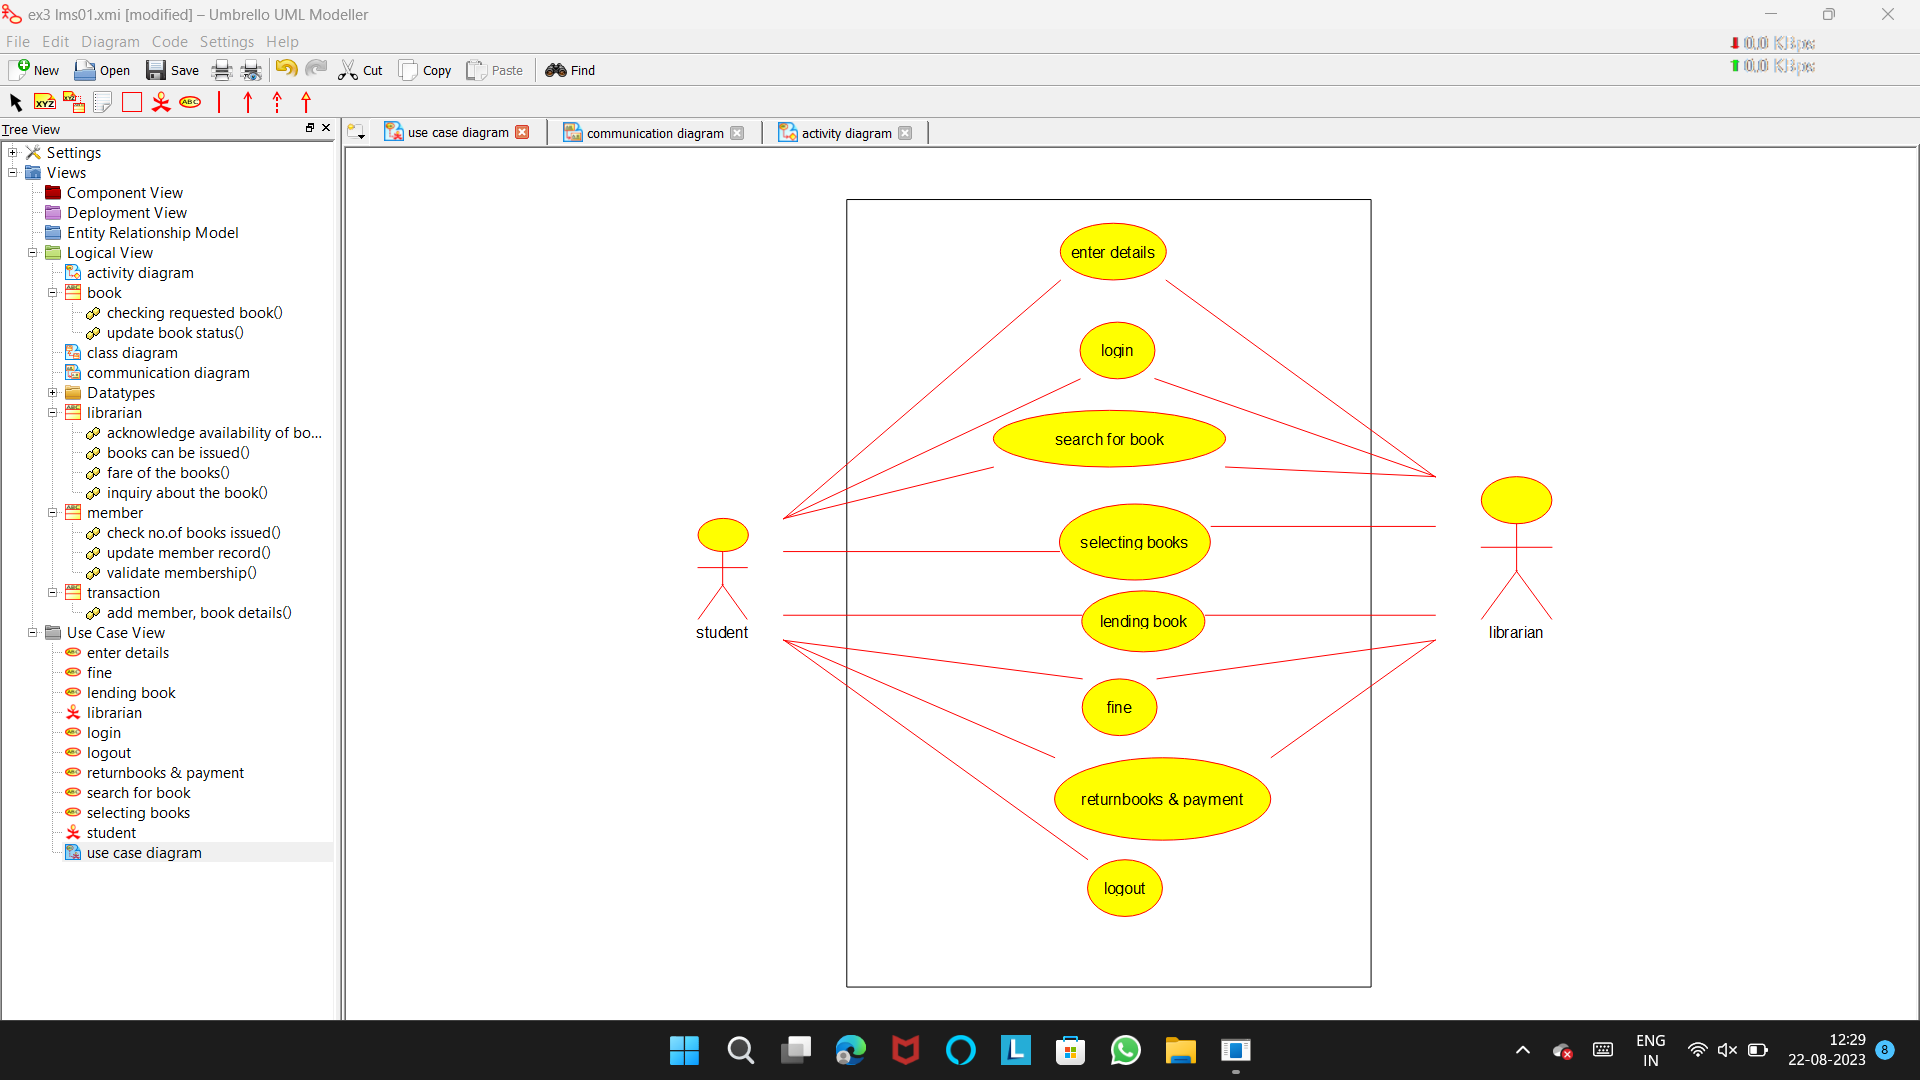 ex3 lms01.xmi [modified] – Umbrello UML Modeller
File Edit Diagram Code Settings Help
0.0 KBps
0.0 KBps
New Open Save Cut Copy Paste Find
XYZ XYZ ABC
Tree View
use case diagram communication diagram activity diagram
Settings
Views
Component View
Deployment View
Entity Relationship Model
Logical View
activity diagram
book
checking requested book()
update book status()
class diagram
communication diagram
Datatypes
librarian
acknowledge availability of bo...
books can be issued()
fare of the books()
inquiry about the book()
member
check no.of books issued()
update member record()
validate membership()
transaction
add member, book details()
Use Case View
enter details
fine
lending book
librarian
login
logout
returnbooks & payment
search for book
selecting books
student
use case diagram
enter details
login
search for book
selecting books
lending book
student
librarian
fine
returnbooks & payment
logout
L
ENG
IN
12:29
22-08-2023
8